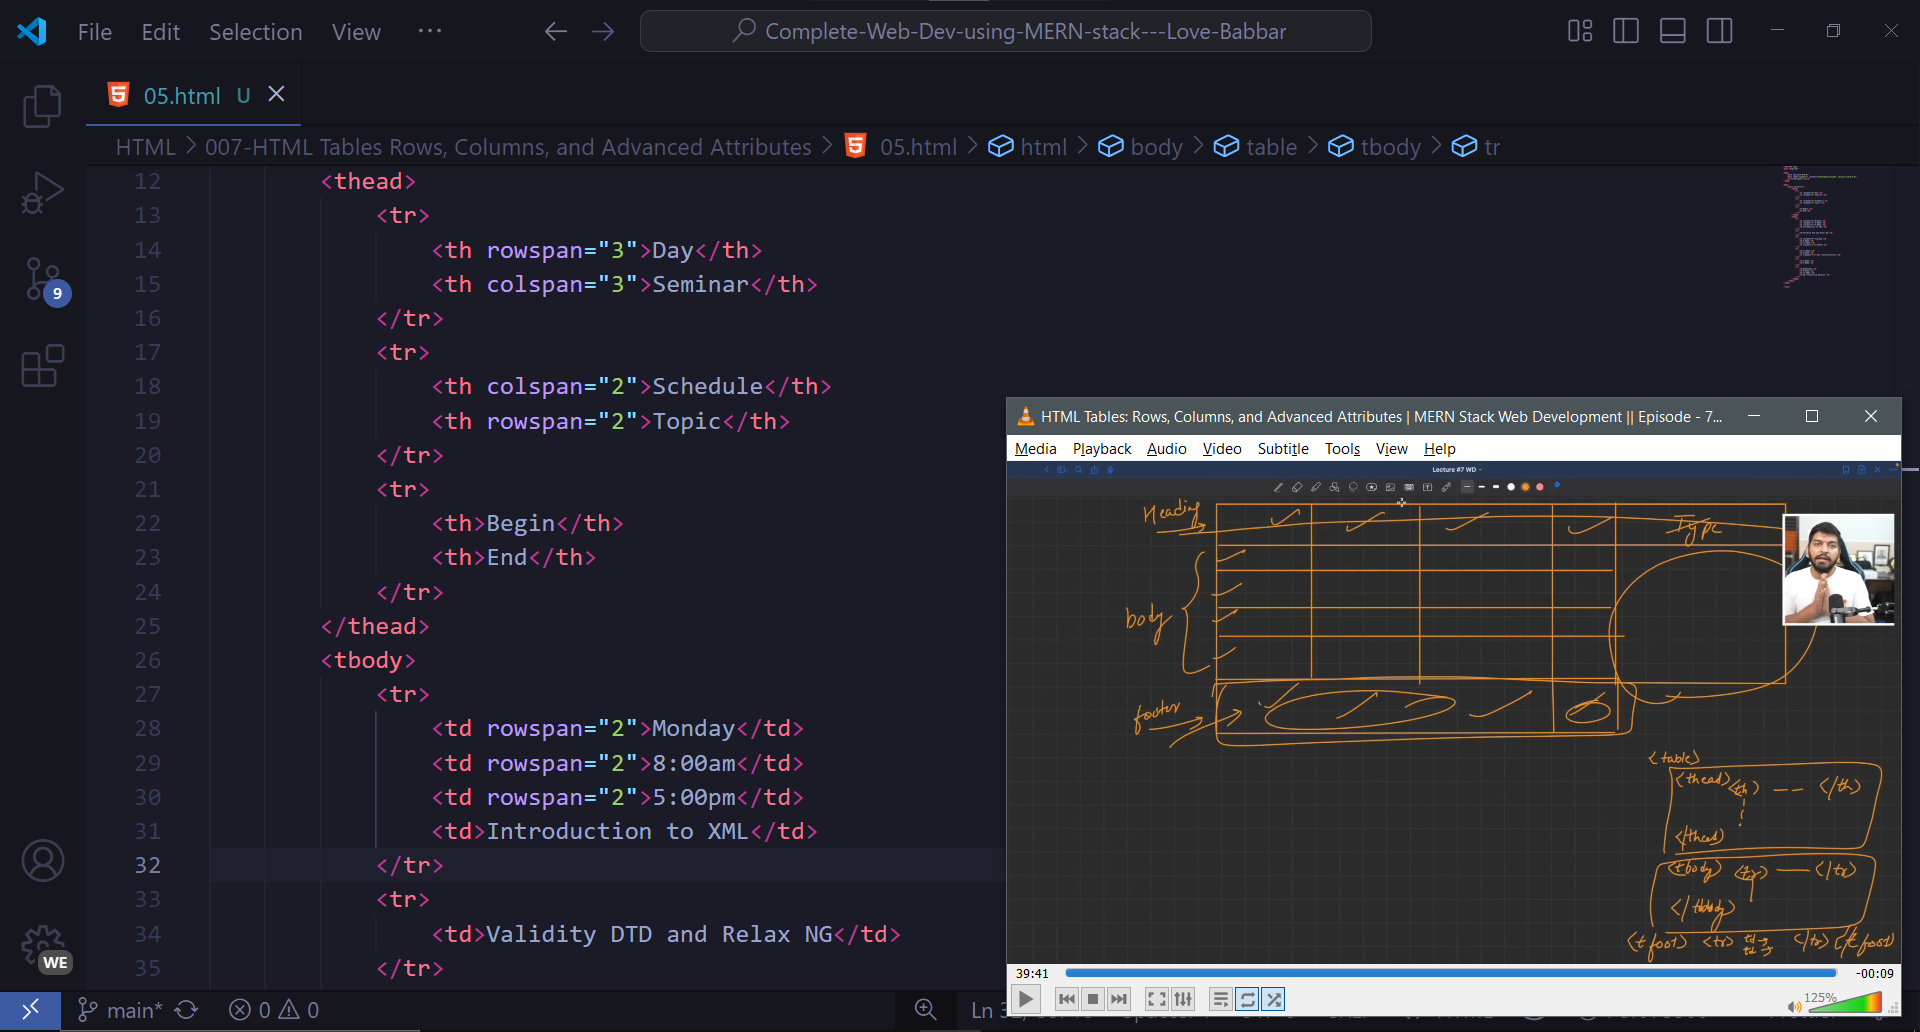 File Edit Selection View ··· Complete-Web-Dev-using-MERN-stack---Love-Babbar
05.html U
HTML > 007-HTML Tables Rows, Columns, and Advanced Attributes > 05.html > html > body > table > tbody > tr
12 <thead>
13 <tr>
14 <th rowspan="3">Day</th>
15 <th colspan="3">Seminar</th>
16 </tr>
17 <tr>
18 <th colspan="2">Schedule</th>
19 <th rowspan="2">Topic</th>
20 </tr>
21 <tr>
22 <th>Begin</th>
23 <th>End</th>
24 </tr>
25 </thead>
26 <tbody>
27 <tr>
28 <td rowspan="2">Monday</td>
29 <td rowspan="2">8:00am</td>
30 <td rowspan="2">5:00pm</td>
31 <td>Introduction to XML</td>
32 </tr>
33 <tr>
34 <td>Validity DTD and Relax NG</td>
35 </tr>
9
WE
main* 0 0
HTML Tables: Rows, Columns, and Advanced Attributes | MERN Stack Web Development || Episode - 7...
Media Playback Audio Video Subtitle Tools View Help
Lecture #7 WD
Heading
Type
body
footer
<table>
<thead> <th> -- </th>
</thead>
<tbody> <tr> — </tr>
</tbody>
<tfoot> <tr> td </tr> </tfoot>
39:41 -00:09
125%